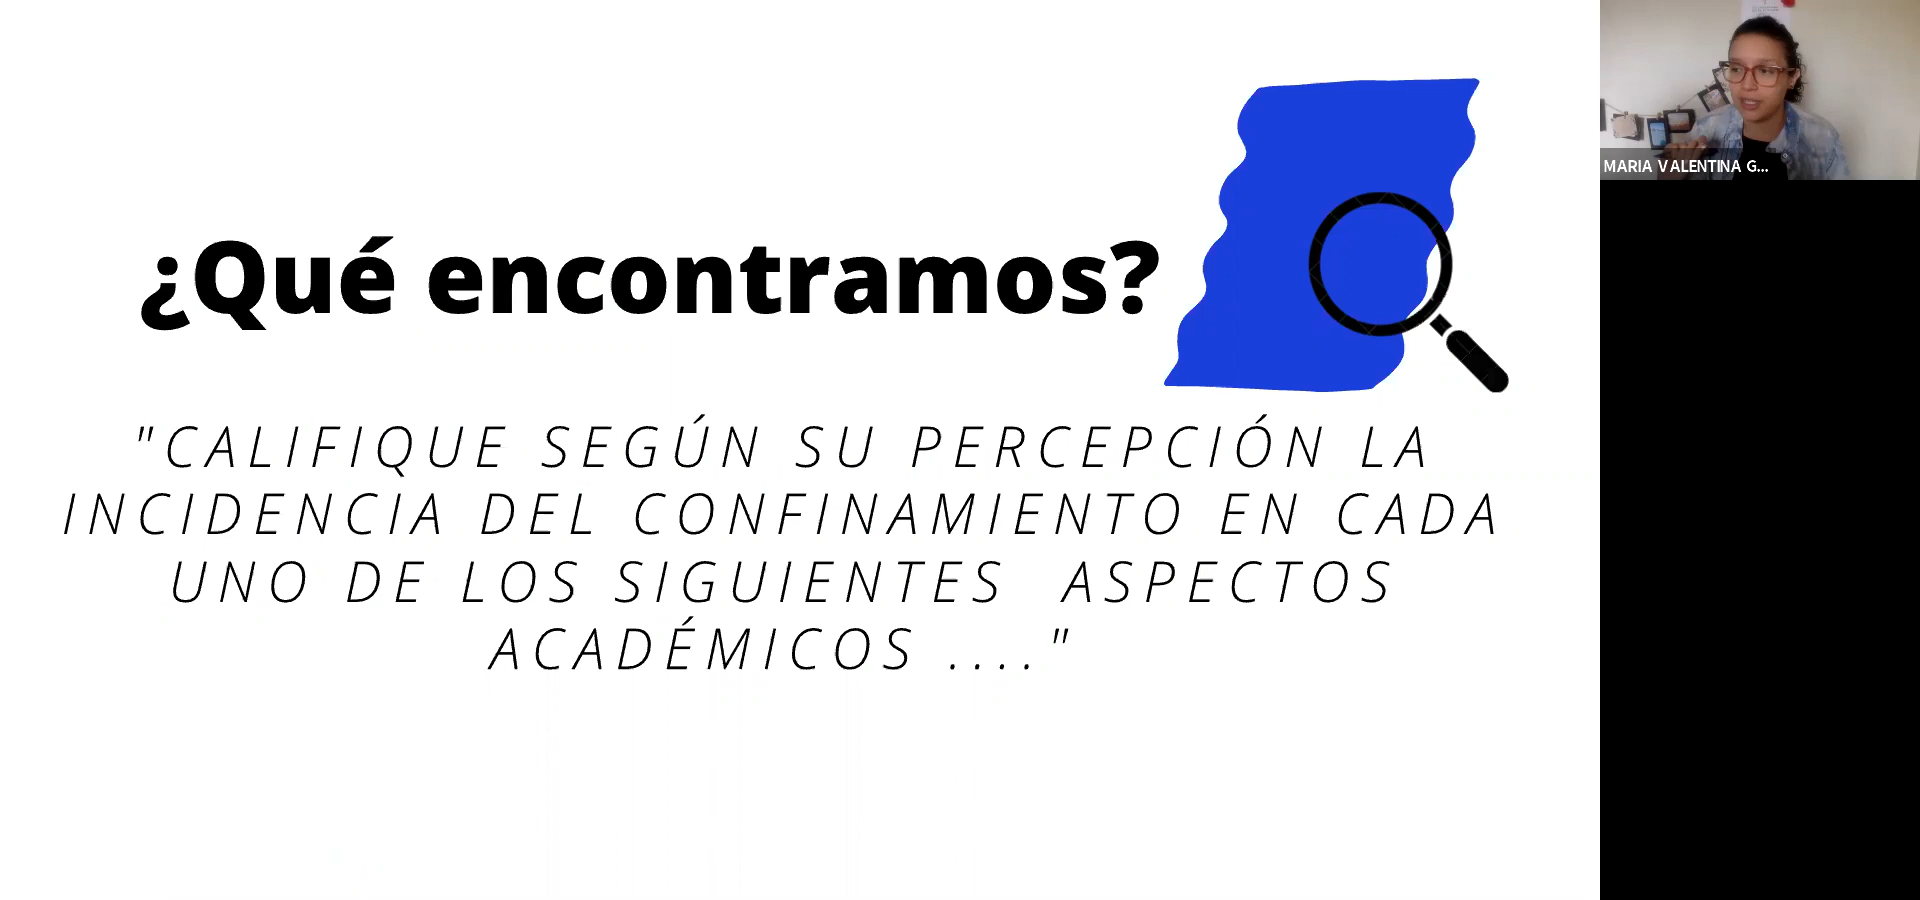 ¿Qué encontramos?
"CALIFIQUE SEGÚN SU PERCEPCIÓN LA
INCIDENCIA DEL CONFINAMIENTO EN CADA
UNO DE LOS SIGUIENTES ASPECTOS
ACADÉMICOS ...."
MARIA VALENTINA G...